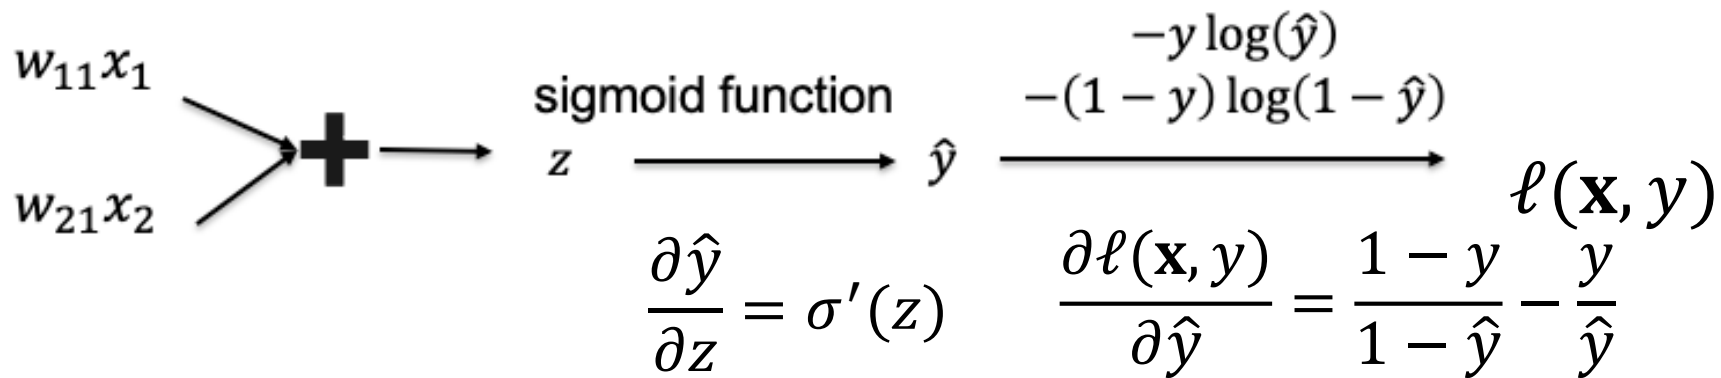 −y log(ŷ)
w₁₁x₁
sigmoid function
−(1 − y) log(1 − ŷ)
z
ŷ
w₂₁x₂
ℓ(𝐱, y)
∂ŷ/∂z = σ′(z)
∂ℓ(𝐱, y)/∂ŷ = (1 − y)/(1 − ŷ) − y/ŷ